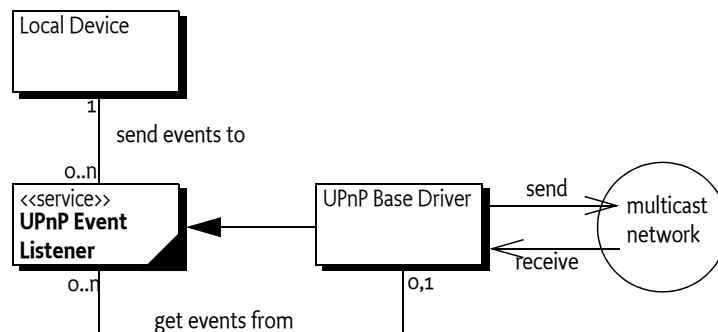 Local Device
1
send events to
0..n
<<service>>
UPnP Event
Listener
UPnP Base Driver
send
multicast
network
receive
0..n
0,1
get events from